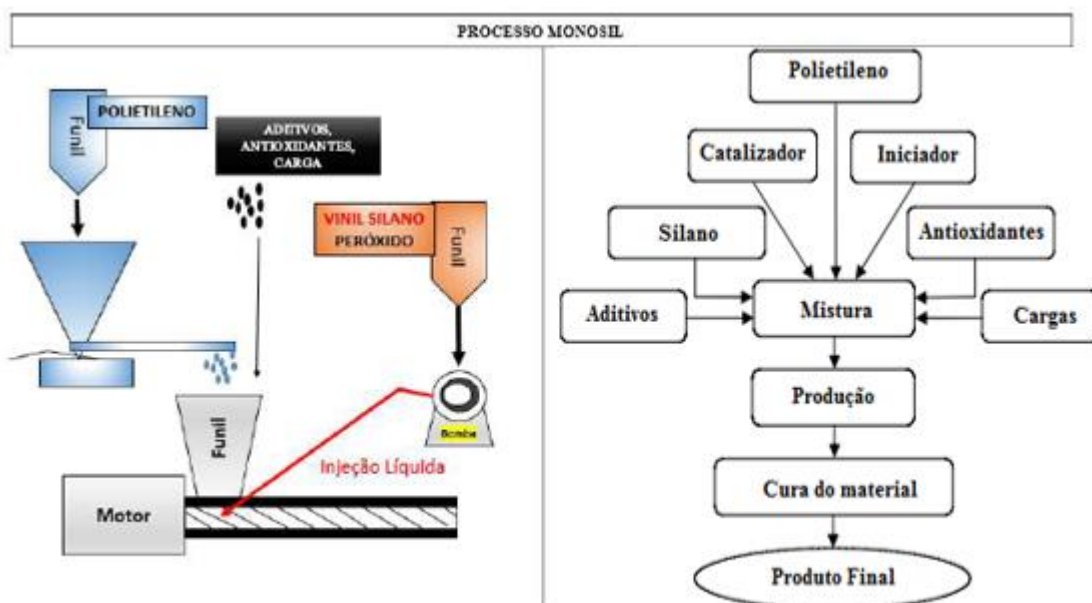 PROCESSO MONOSIL
Funil
POLIETILENO
ADEITVOS,
ANTIOXIDANTES,
CARGA
VINIL SILANO
PERÓXIDO
Funil
Bomba
Injeção Líquida
Funil
Motor
Polietileno
Catalizador
Iniciador
Silano
Antioxidantes
Aditivos
Mistura
Cargas
Produção
Cura do material
Produto Final